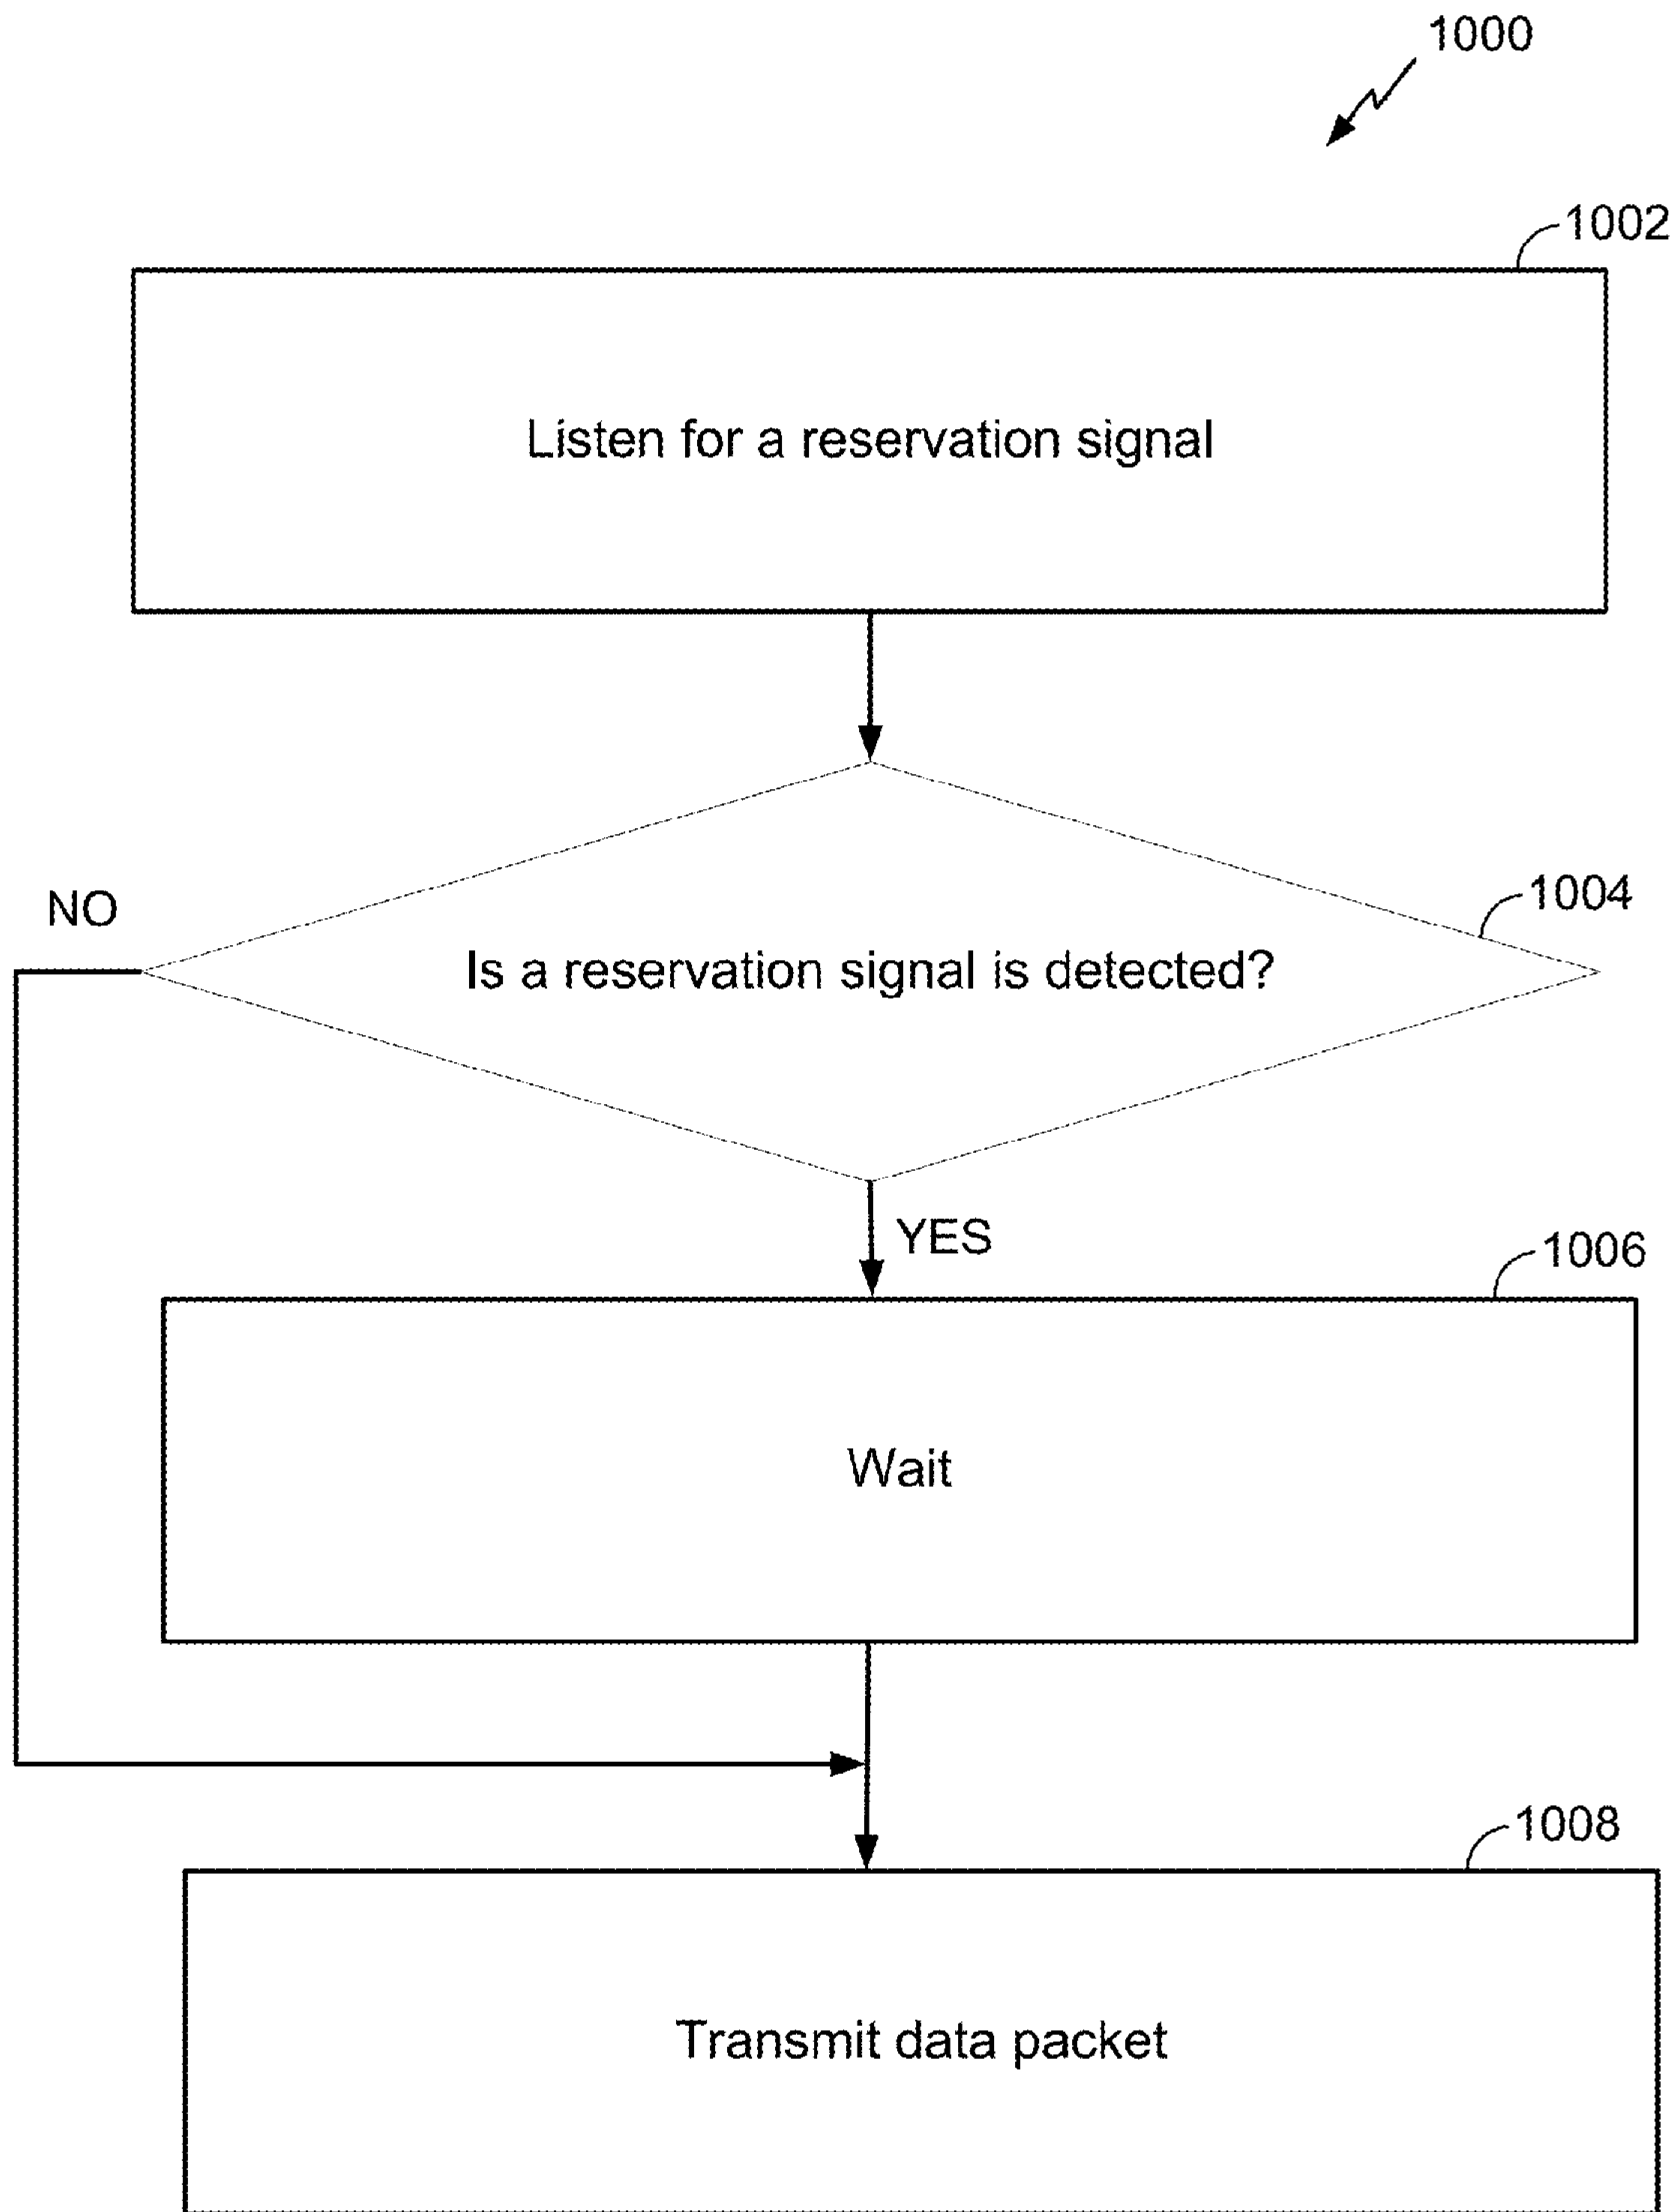 1000
1002
Listen for a reservation signal
1004
NO
Is a reservation signal is detected?
YES
1006
Wait
1008
Transmit data packet